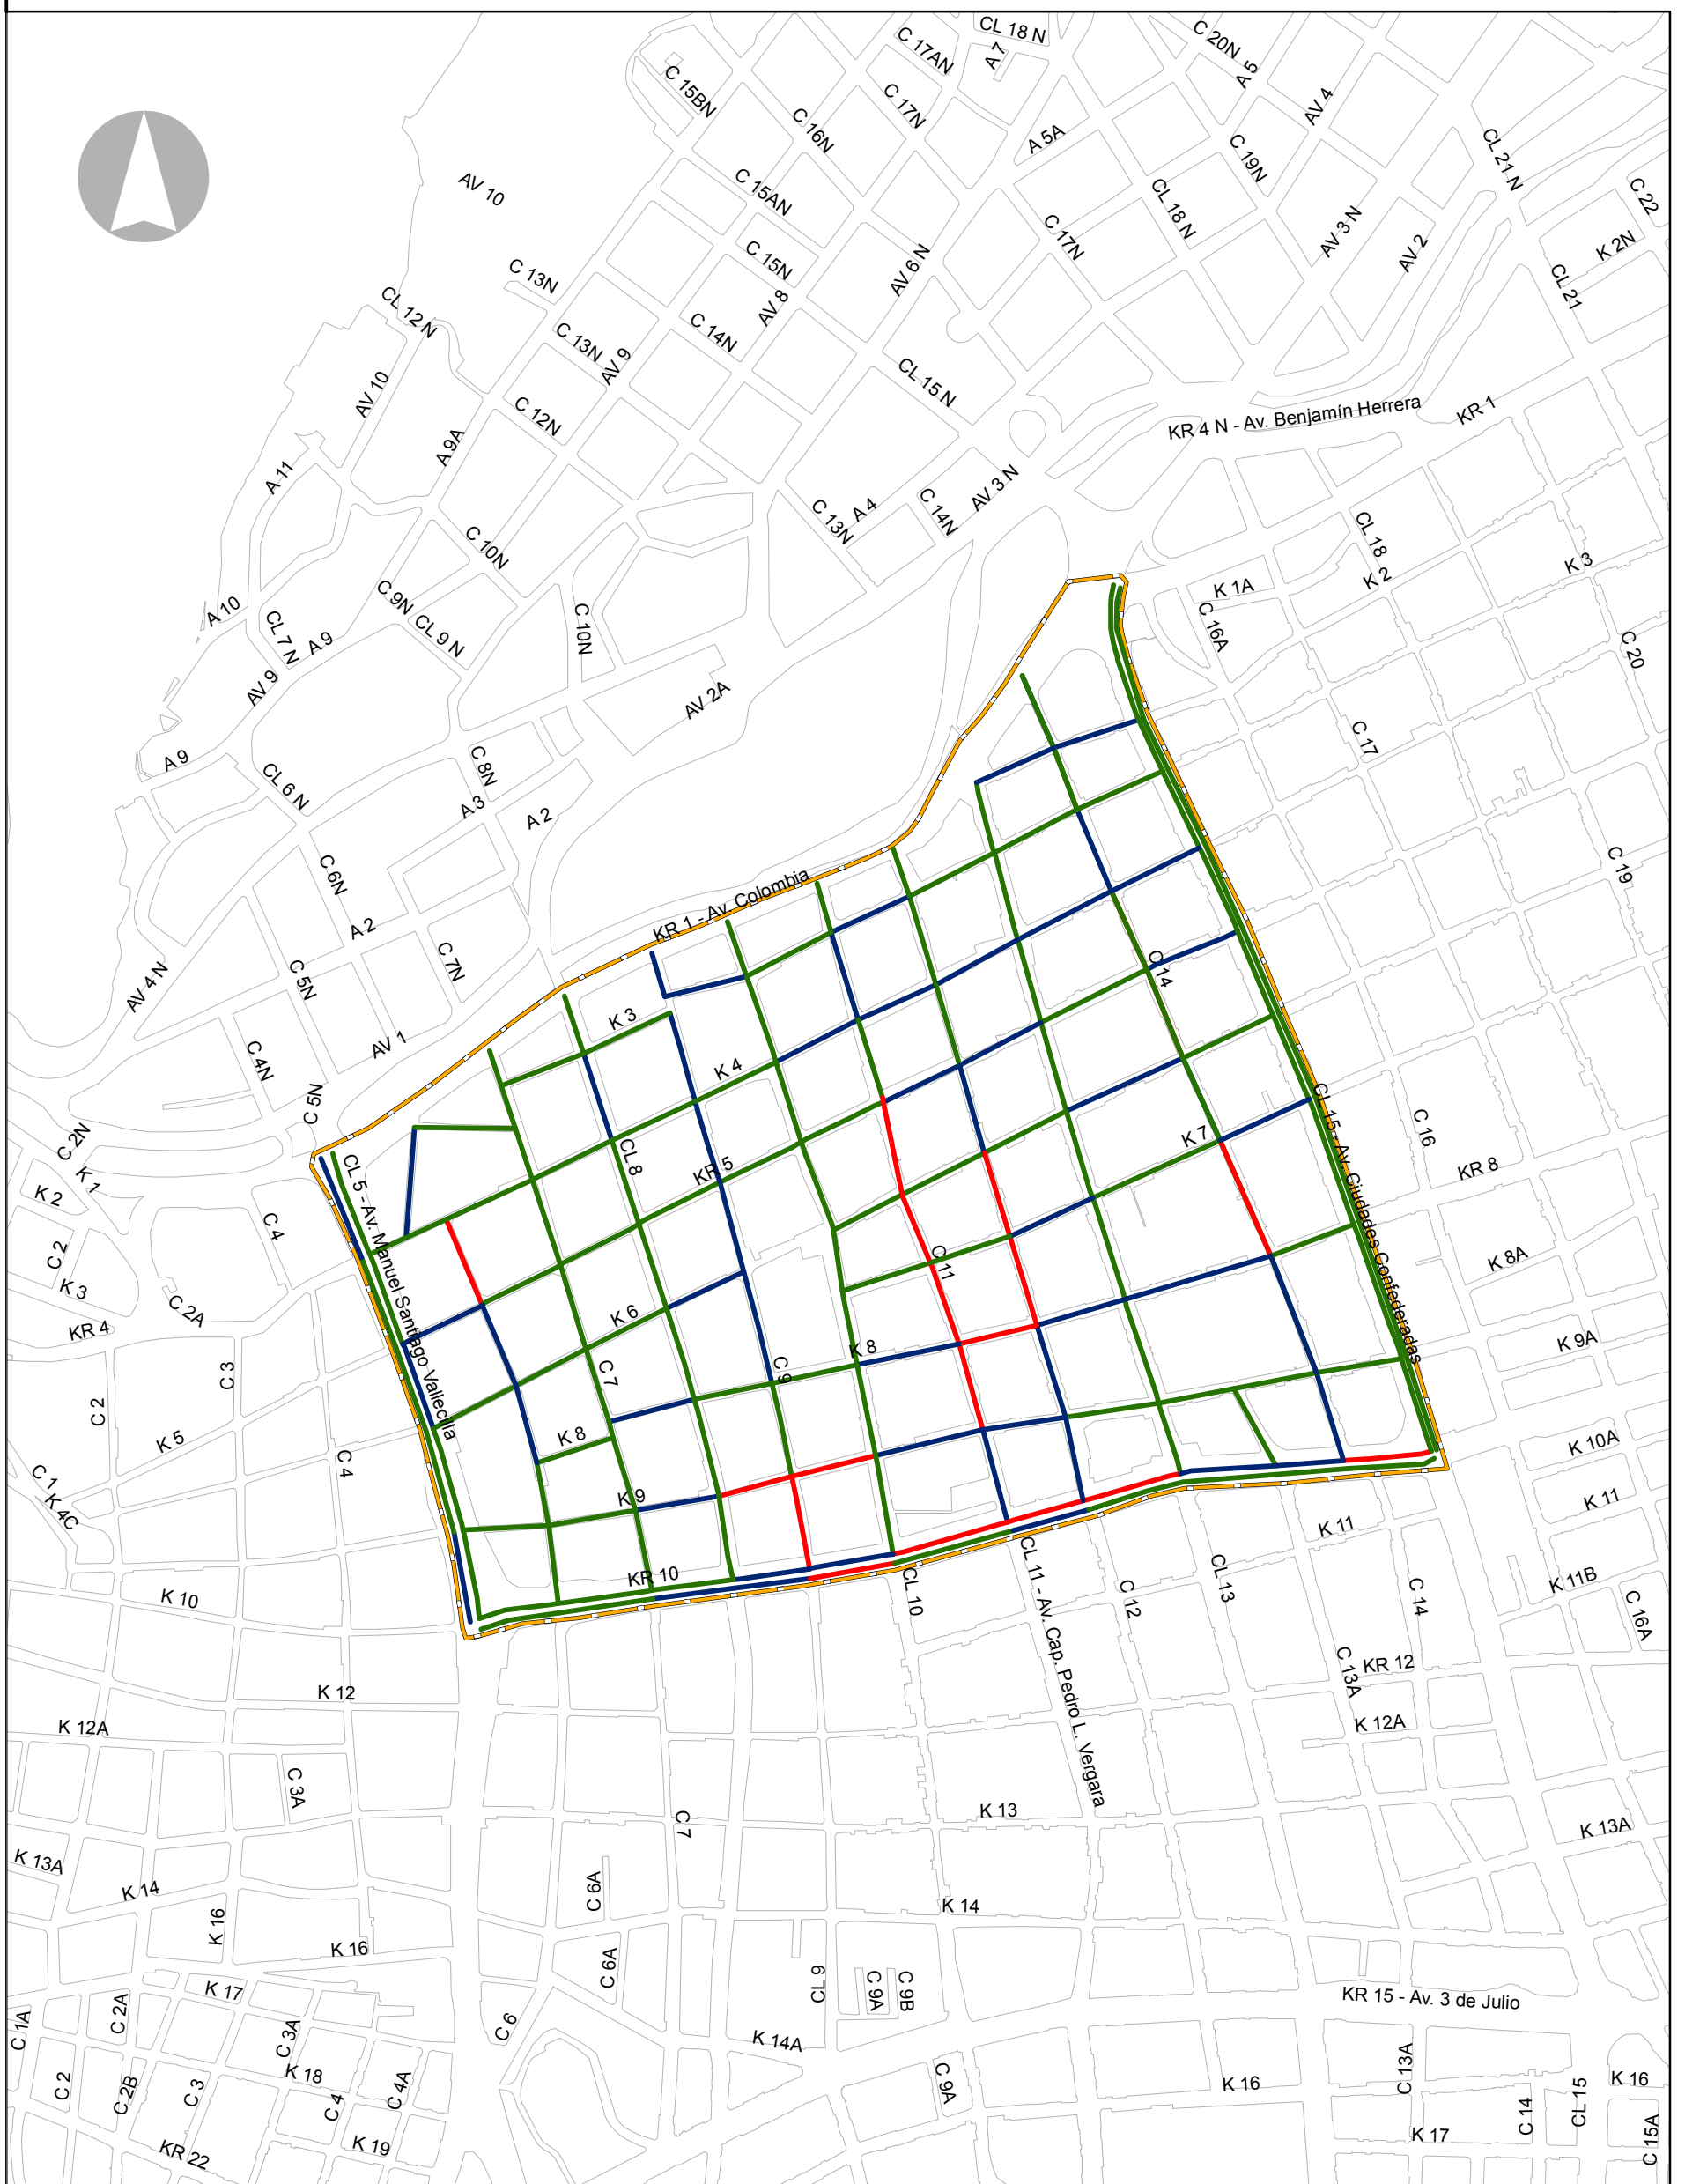 CL 18 N
C 20N
C 17AN
A 7
A 5
C 15BN
AV 4
C 17N
C 16N
A 5A
C 19N
CL 21 N
AV 10
C 15AN
CL 18 N
C 22
AV 3 N
C 17N
K 2N
AV 2
C 15N
AV 6 N
C 13N
CL 21
AV 8
CL 12 N
C 14N
C 13N
AV 9
CL 15 N
AV 10
C 12N
KR 4 N - Av. Benjamín Herrera
KR 1
A 9A
A 11
AV 3 N
A 4
C 14N
C 13N
CL 18
C 10N
K 3
K 2
K 1A
C 9N
A 10
CL 9 N
C 10N
C 16A
CL 7 N
A 9
C 20
AV 9
AV 2A
C 17
A 9
C 8N
CL 6 N
A 3
A 2
C 19
C 6N
KR 1 - Av. Colombia
A 2
C 7N
C 14
C 5N
AV 4 N
K 3
AV 1
C 4N
K 4
C 5N
C 16
C 2N
K 7
CL 8
KR 5
KR 8
K 1
K 2
CL 5 - Av. Manuel Santiago Vallecilla
CL 15 - Av. Ciudades Confederadas
C 4
C 2
C 11
K 8A
K 3
C 2A
K 6
KR 4
K 9A
K 8
C 3
C 7
C 9
C 2
K 5
K 8
K 10A
C 4
C 1
K 9
K 11
K 4C
K 11
KR 10
K 11B
K 10
CL 10
CL 11 - Av. Cap. Pedro L. Vergara
C 12
CL 13
C 14
C 16A
KR 12
C 13A
K 12
K 12A
K 12A
C 3A
K 13
C 7
K 13A
K 13A
K 14
C 6A
K 14
K 16
K 16
C 6A
K 17
CL 9
C 9A
C 9B
KR 15 - Av. 3 de Julio
C 2A
C 1A
C 3A
C 6
K 14A
K 18
C 13A
C 2
C 2B
C 3
C 4A
C 9A
K 16
K 16
C 4
CL 15
C 14
K 19
K 17
C 15A
KR 22